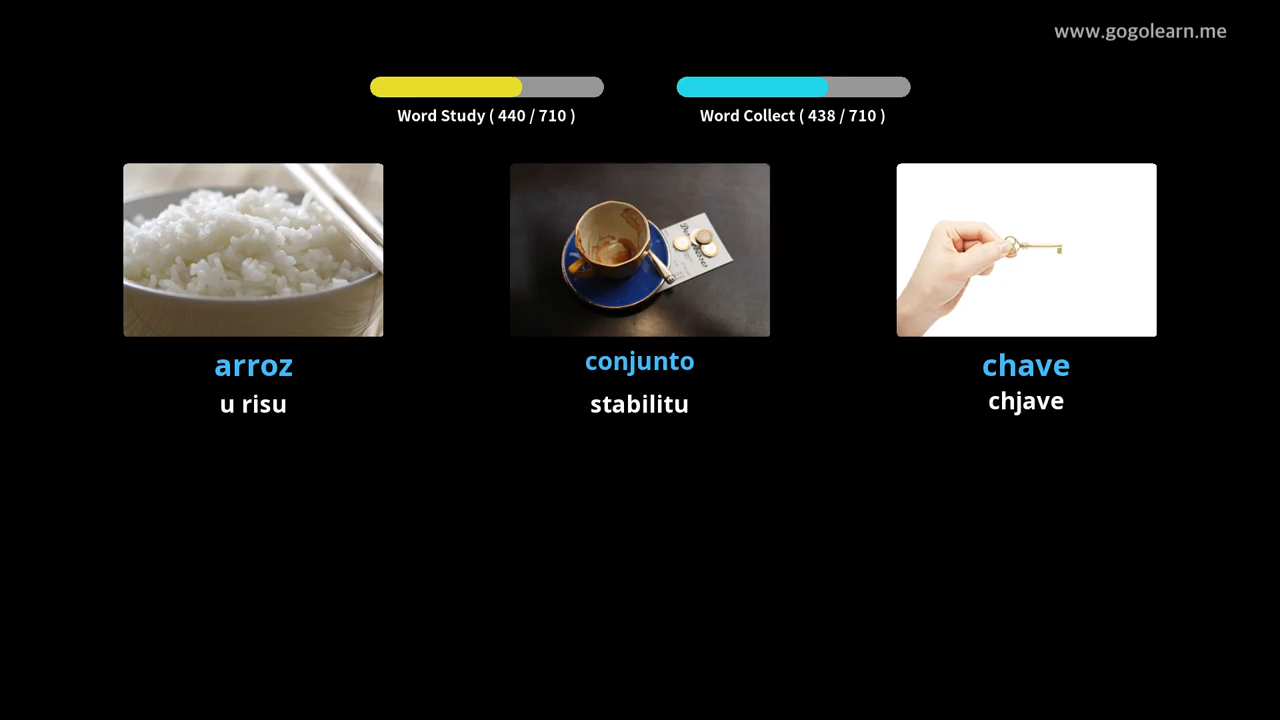 www.gogolearn.me
Word Study ( 440 / 710 )
Word Collect ( 438 / 710 )
arroz
conjunto
chave
u risu
stabilitu
chjave